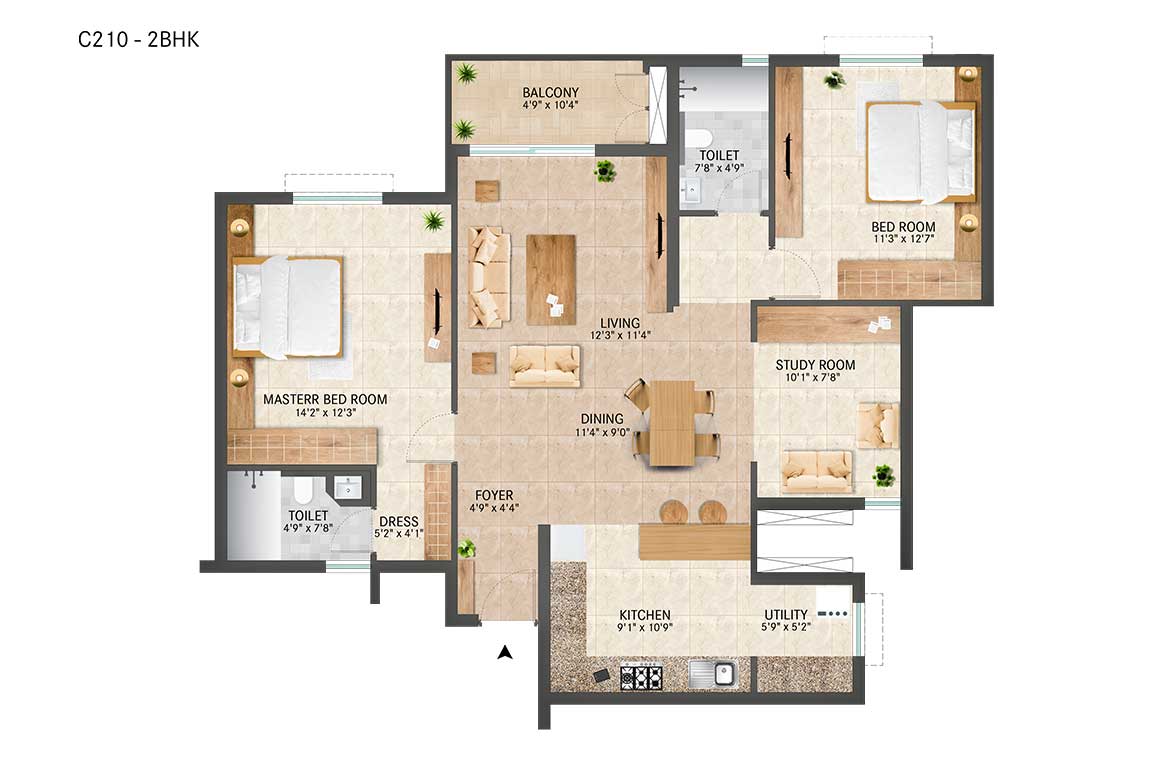 C210 - 2BHK
BALCONY
4'9" x 10'4"
TOILET
7'8" x 4'9"
BED ROOM
11'3" x 12'7"
LIVING
12'3" x 11'4"
STUDY ROOM
10'1" x 7'8"
MASTERR BED ROOM
14'2" x 12'3"
DINING
11'4" x 9'0"
FOYER
4'9" x 4'4"
TOILET
4'9" x 7'8"
DRESS
5'2" x 4'1"
KITCHEN
9'1" x 10'9"
UTILITY
5'9" x 5'2"